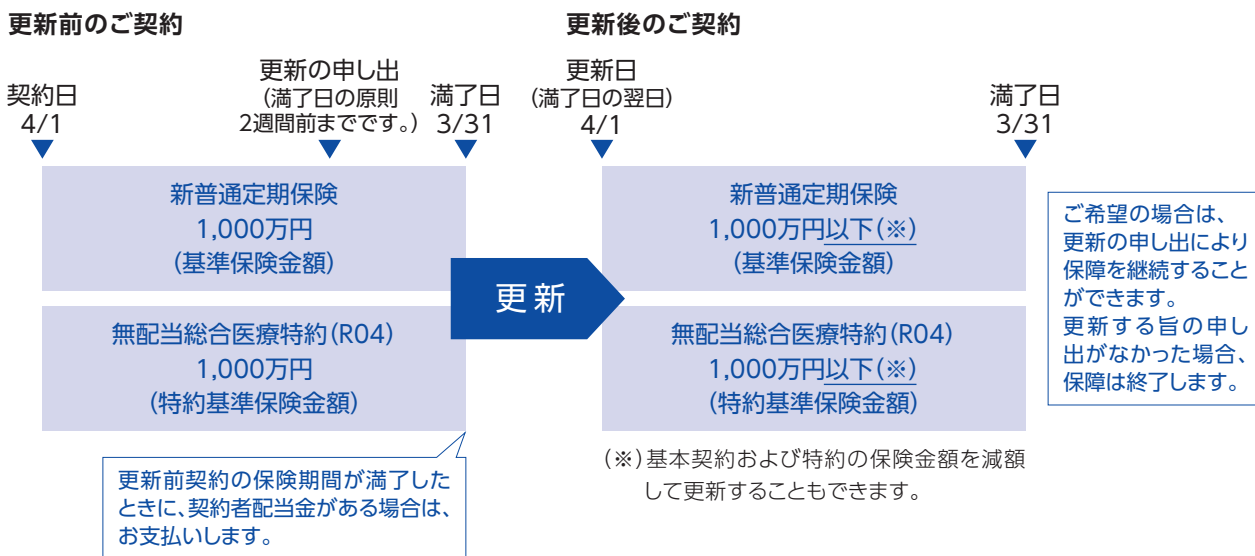 更新前のご契約
更新後のご契約
契約日
4/1
更新の申し出
(満了日の原則
2週間前までです。)
満了日
3/31
更新日
(満了日の翌日)
4/1
満了日
3/31
新普通定期保険
1,000万円
(基準保険金額)
無配当総合医療特約(R04)
1,000万円
(特約基準保険金額)
更新
新普通定期保険
1,000万円以下(※)
(基準保険金額)
無配当総合医療特約(R04)
1,000万円以下(※)
(特約基準保険金額)
ご希望の場合は、
更新の申し出により
保障を継続すること
ができます。
更新する旨の申し
出がなかった場合、
保障は終了します。
更新前契約の保険期間が満了した
ときに、契約者配当金がある場合は、
お支払いします。
(※)基本契約および特約の保険金額を減額
して更新することもできます。